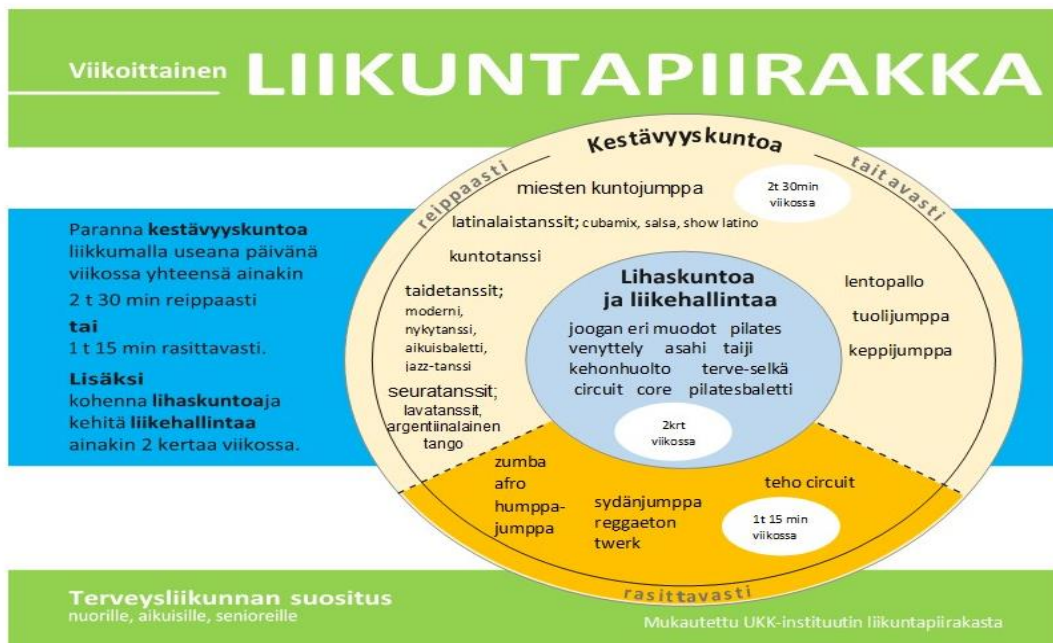 Viikoittainen LIIKUNTAPIIRAKKA
Paranna kestävyyskuntoa
liikkumalla useana päivänä
viikossa yhteensä ainakin
2 t 30 min reippaasti
tai
1 t 15 min rasittavasti.
Lisäksi
kohenna lihaskuntoaja
kehitä liikehallintaa
ainakin 2 kertaa viikossa.
Kestävyyskuntoa
reippaasti
taitavasti
miesten kuntojumppa
2t 30min
viikossa
latinalaistanssit; cubamix, salsa, show latino
kuntotanssi
taidetanssit;
moderni,
nykytanssi,
aikuisbaletti,
jazz-tanssi
seuratanssit;
lavatanssit,
argentiinalainen
tango
Lihaskuntoa
ja liikehallintaa
joogan eri muodot pilates
venyttely asahi taiji
kehonhuolto terve-selkä
circuit core pilatesbaletti
2krt
viikossa
lentopallo
tuolijumppa
keppijumppa
zumba
afro
humppa-
jumppa
sydänjumppa
reggaeton
twerk
teho circuit
1t 15 min
viikossa
rasittavasti
Terveysliikunnan suositus
nuorille, aikuisille, senioreille
Mukautettu UKK-instituutin liikuntapiirakasta